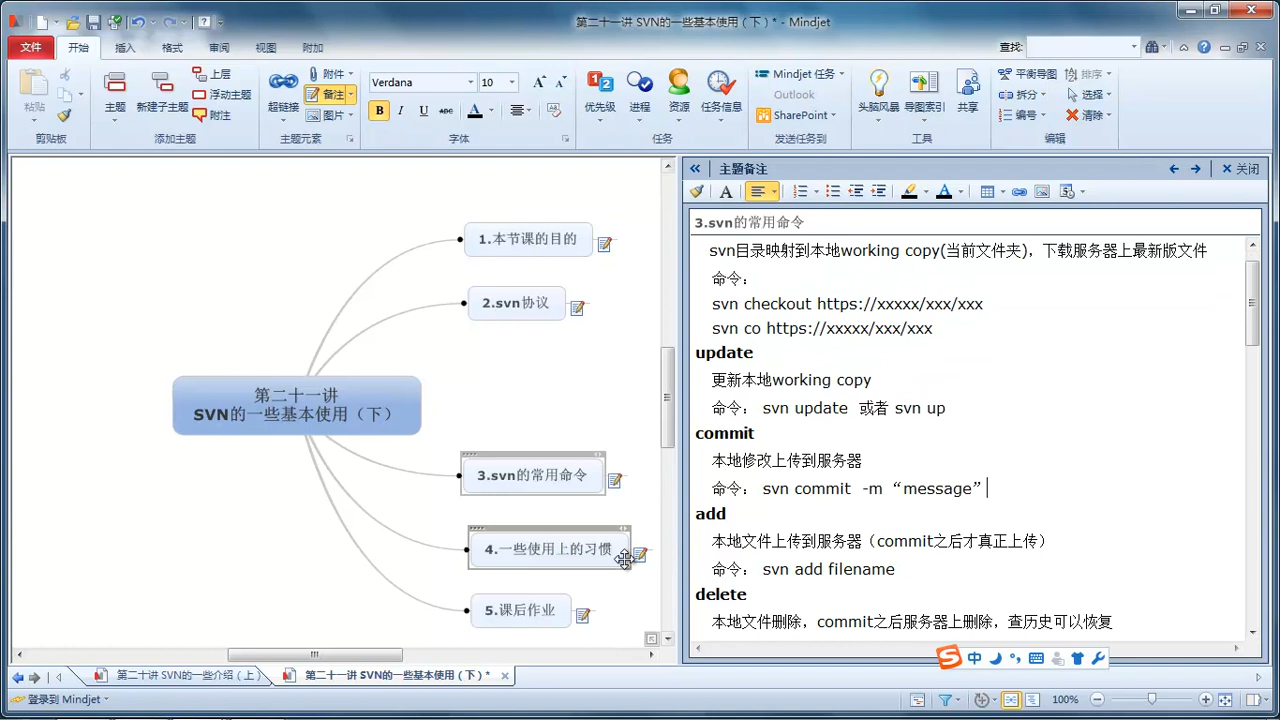 第二十一讲 SVN的一些基本使用（下）* - Mindjet
文件 开始 插入 格式 审阅 视图 附加 查找:
粘贴
剪贴板
主题
新建子主题
上层
浮动主题
附注
添加主题
超链接
附件
备注
图片
主题元素
Verdana 10
B I U abc A
字体
优先级
进程
资源
任务信息
任务
Mindjet 任务
Outlook
SharePoint
发送任务到
头脑风暴
导图索引
共享
工具
平衡导图
拆分
编号
排序
选择
清除
编辑
第二十一讲
SVN的一些基本使用（下）
1.本节课的目的
2.svn协议
3.svn的常用命令
4.一些使用上的习惯
5.课后作业
主题备注 关闭
3.svn的常用命令
svn目录映射到本地working copy(当前文件夹)，下载服务器上最新版文件
命令：
svn checkout https://xxxxx/xxx/xxx
svn co https://xxxxx/xxx/xxx
update
更新本地working copy
命令： svn update 或者 svn up
commit
本地修改上传到服务器
命令： svn commit -m “message”
add
本地文件上传到服务器（commit之后才真正上传）
命令： svn add filename
delete
本地文件删除，commit之后服务器上删除，查历史可以恢复
中
第二十讲 SVN的一些介绍（上） 第二十一讲 SVN的一些基本使用（下）*
登录到 Mindjet 100%